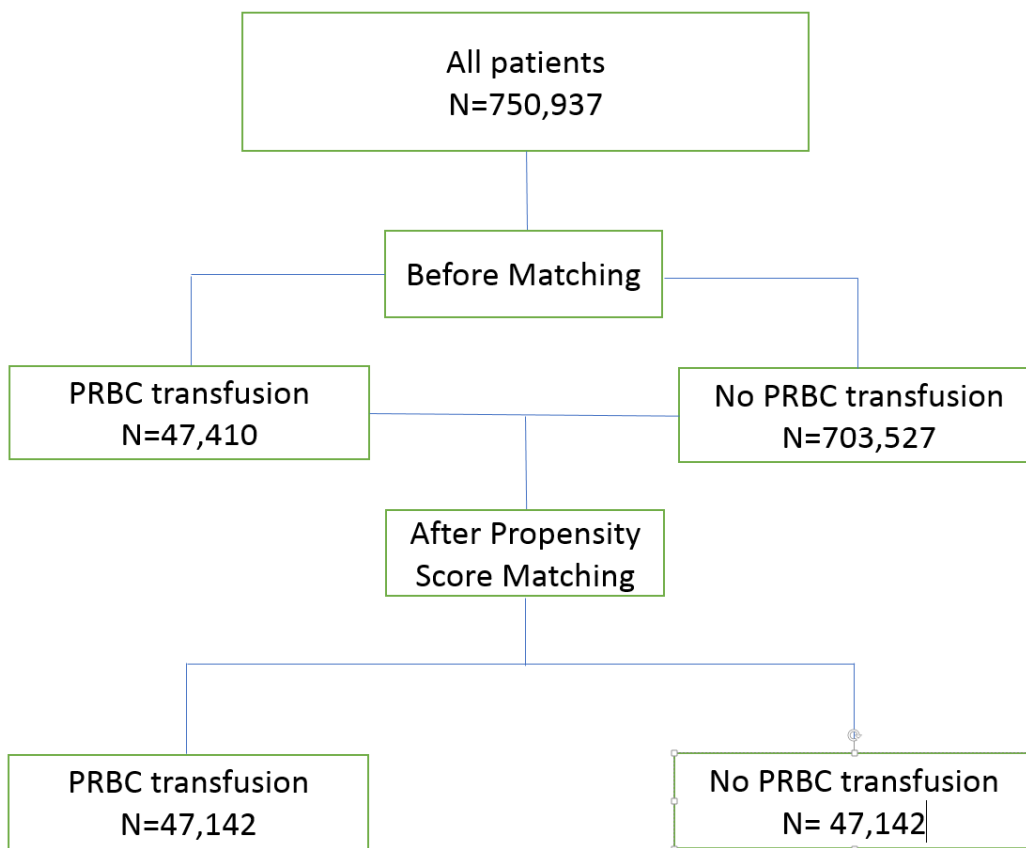 All patients
N=750,937
Before Matching
PRBC transfusion
N=47,410
No PRBC transfusion
N=703,527
After Propensity
Score Matching
PRBC transfusion
N=47,142
No PRBC transfusion
N= 47,142